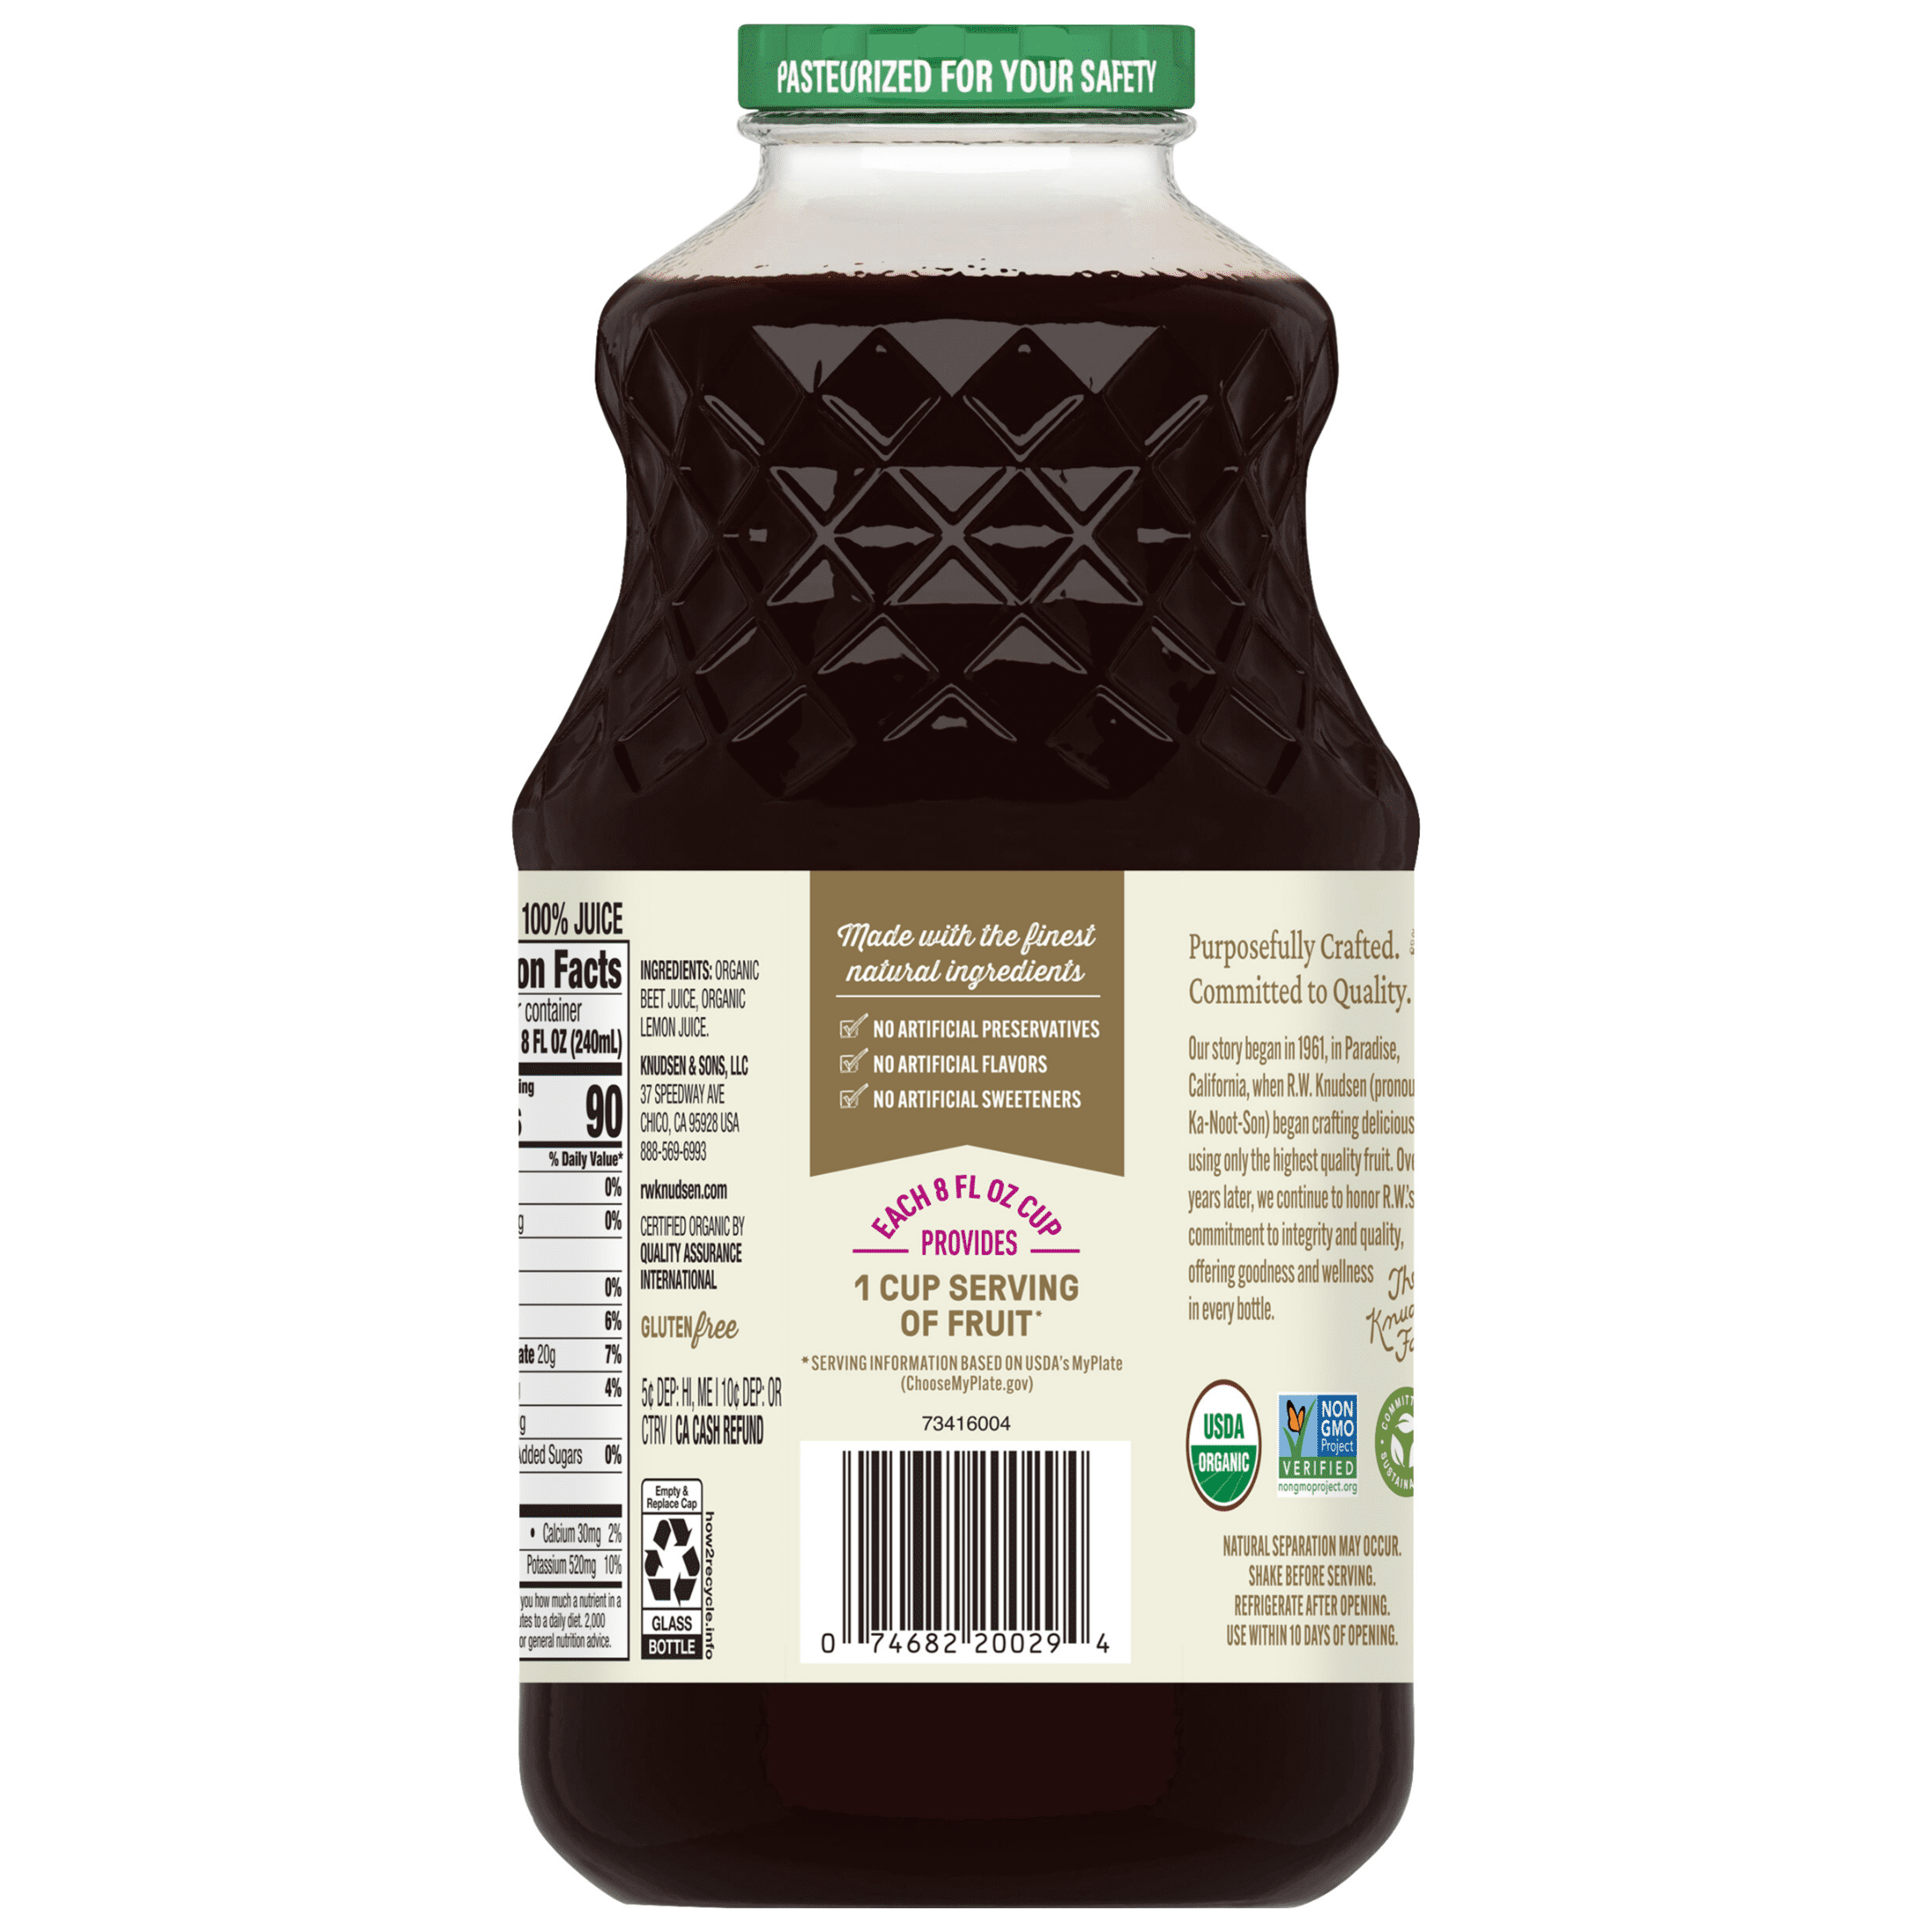 PASTEURIZED FOR YOUR SAFETY
100% JUICE
on Facts
container
8 FL OZ (240mL)
ing
90
% Daily Value*
0%
g 0%
0%
6%
ate 20g 7%
4%
g
Added Sugars 0%
• Calcium 30mg 2%
Potassium 520mg 10%
you how much a nutrient in a
utes to a daily diet. 2,000
or general nutrition advice.
INGREDIENTS: ORGANIC
BEET JUICE, ORGANIC
LEMON JUICE.
KNUDSEN & SONS, LLC
37 SPEEDWAY AVE
CHICO, CA 95928 USA
888-569-6993
rwknudsen.com
CERTIFIED ORGANIC BY
QUALITY ASSURANCE
INTERNATIONAL
GLUTEN free
5¢ DEP: HI, ME | 10¢ DEP: OR
CTRV | CA CASH REFUND
Empty &
Replace Cap
GLASS
BOTTLE
how2recycle.info
Made with the finest
natural ingredients
NO ARTIFICIAL PRESERVATIVES
NO ARTIFICIAL FLAVORS
NO ARTIFICIAL SWEETENERS
EACH 8 FL OZ CUP
PROVIDES
1 CUP SERVING
OF FRUIT*
*SERVING INFORMATION BASED ON USDA's MyPlate
(ChooseMyPlate.gov)
73416004
0 74682 20029 4
Purposefully Crafted.
Committed to Quality.
Our story began in 1961, in Paradise,
California, when R.W. Knudsen (pronou
Ka-Noot-Son) began crafting delicious
using only the highest quality fruit. Ove
years later, we continue to honor R.W.'s
commitment to integrity and quality,
offering goodness and wellness
in every bottle.
The
Knud
Fa
USDA
ORGANIC
NON
GMO
Project
VERIFIED
nongmoproject.org
COMMITT
SUSTAINA
NATURAL SEPARATION MAY OCCUR.
SHAKE BEFORE SERVING.
REFRIGERATE AFTER OPENING.
USE WITHIN 10 DAYS OF OPENING.